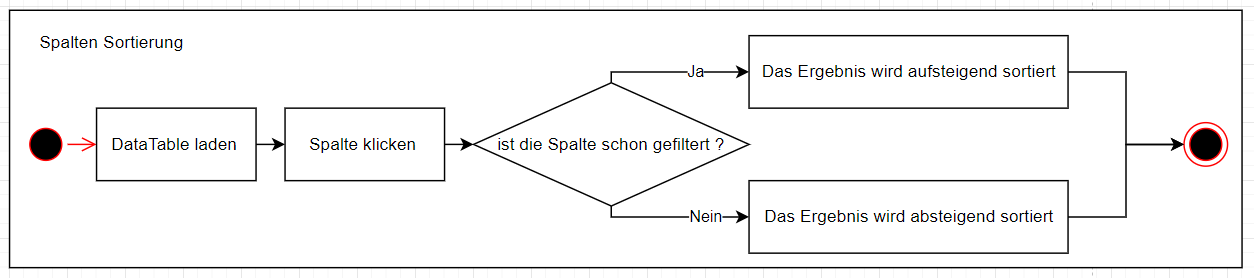 Spalten Sortierung
DataTable laden
Spalte klicken
ist die Spalte schon gefiltert ?
Ja
Das Ergebnis wird aufsteigend sortiert
Nein
Das Ergebnis wird absteigend sortiert